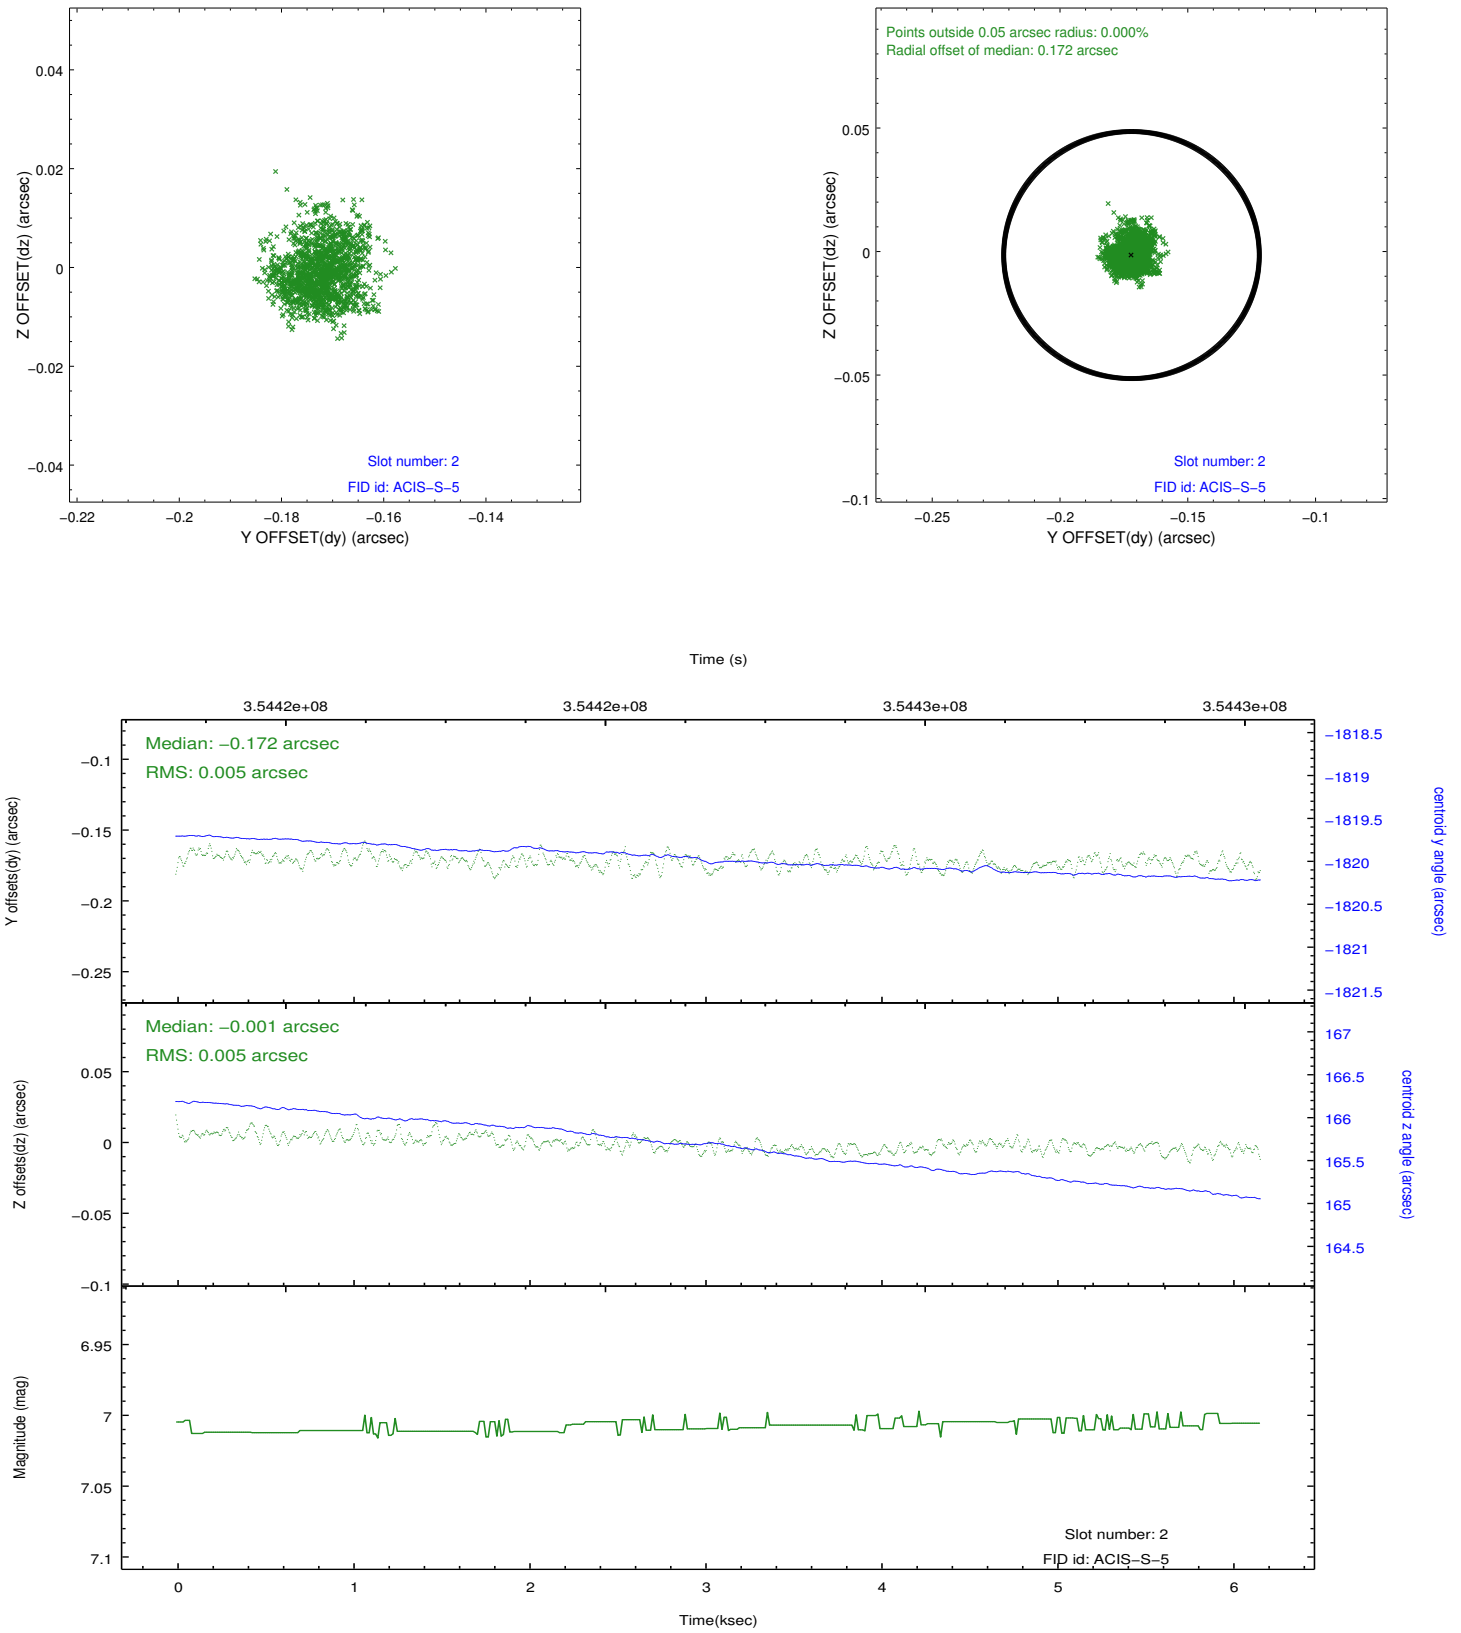 0.04
0.02
0
−0.02
−0.04
Z OFFSET(dz) (arcsec)
Slot number: 2
FID id: ACIS−S−5
−0.22
−0.2
−0.18
−0.16
−0.14
Y OFFSET(dy) (arcsec)
Points outside 0.05 arcsec radius: 0.000%
Radial offset of median: 0.172 arcsec
0.05
0
−0.05
−0.1
Z OFFSET(dz) (arcsec)
Slot number: 2
FID id: ACIS−S−5
−0.25
−0.2
−0.15
−0.1
Y OFFSET(dy) (arcsec)
Time (s)
3.5442e+08
3.5442e+08
3.5443e+08
3.5443e+08
Median: −0.172 arcsec
RMS: 0.005 arcsec
−0.1
−0.15
−0.2
−0.25
Y offsets(dy) (arcsec)
−1818.5
−1819
−1819.5
−1820
−1820.5
−1821
−1821.5
centroid y angle (arcsec)
Median: −0.001 arcsec
RMS: 0.005 arcsec
0.05
0
−0.05
−0.1
Z offsets(dz) (arcsec)
167
166.5
166
165.5
165
164.5
centroid z angle (arcsec)
6.95
7
7.05
7.1
Magnitude (mag)
Slot number: 2
FID id: ACIS−S−5
0
1
2
3
4
5
6
Time(ksec)